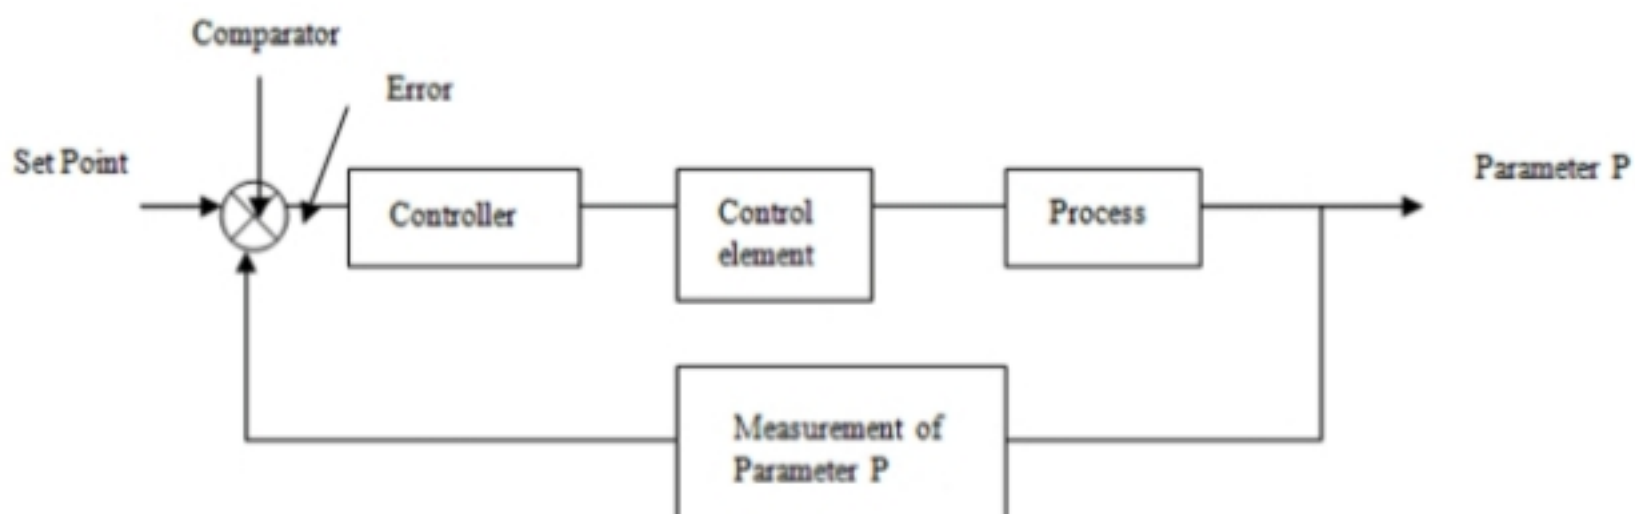 Comparator
Error
Set Point
Parameter P
Controller
Control
element
Process
Measurement of
Parameter P